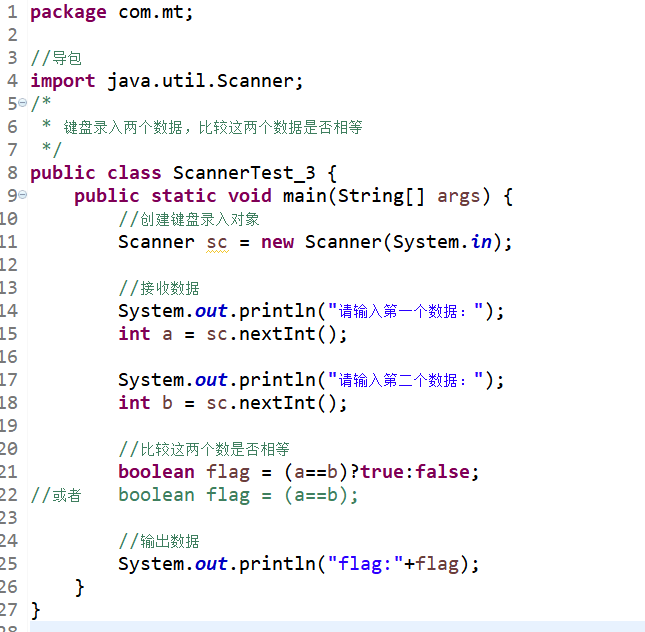 1 package com.mt;
2
3 //导包
4 import java.util.Scanner;
5 /*
6  * 键盘录入两个数据，比较这两个数据是否相等
7  */
8 public class ScannerTest_3 {
9     public static void main(String[] args) {
10         //创建键盘录入对象
11         Scanner sc = new Scanner(System.in);
12
13         //接收数据
14         System.out.println("请输入第一个数据：");
15         int a = sc.nextInt();
16
17         System.out.println("请输入第二个数据：");
18         int b = sc.nextInt();
19
20         //比较这两个数是否相等
21         boolean flag = (a==b)?true:false;
22 //或者   boolean flag = (a==b);
23
24         //输出数据
25         System.out.println("flag:"+flag);
26     }
27 }
28